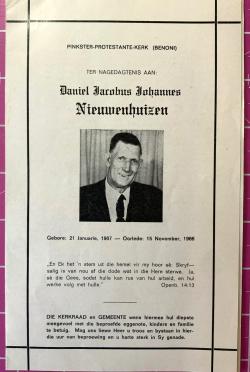 PINKSTER-PROTESTANTE-KERK (BENONI)
TER NAGEDAGTENIS AAN:
Daniel Jacobus Johannes
Nieuwenhuizen
Gebore: 21 Januarie, 1907 — Oorlede: 15 November, 1966
„En Ek het 'n stem uit die hemel vir my hoor sê: Skryf—
salig is van nou af die dode wat in die Here sterwe. Ja,
sê die Gees, sodat hulle kan rus van hul arbeid, en hul
werke volg met hulle."
Openb. 14:13
DIE KERKRAAD en GEMEENTE wens hiermee hul diepste
meegevoel met die beproefde eggenote, kinders en familie
te betuig. Mag ons liewe Heer u troos en bystaan in hier-
die uur van beproewing en u harte sterk in Sy genade.